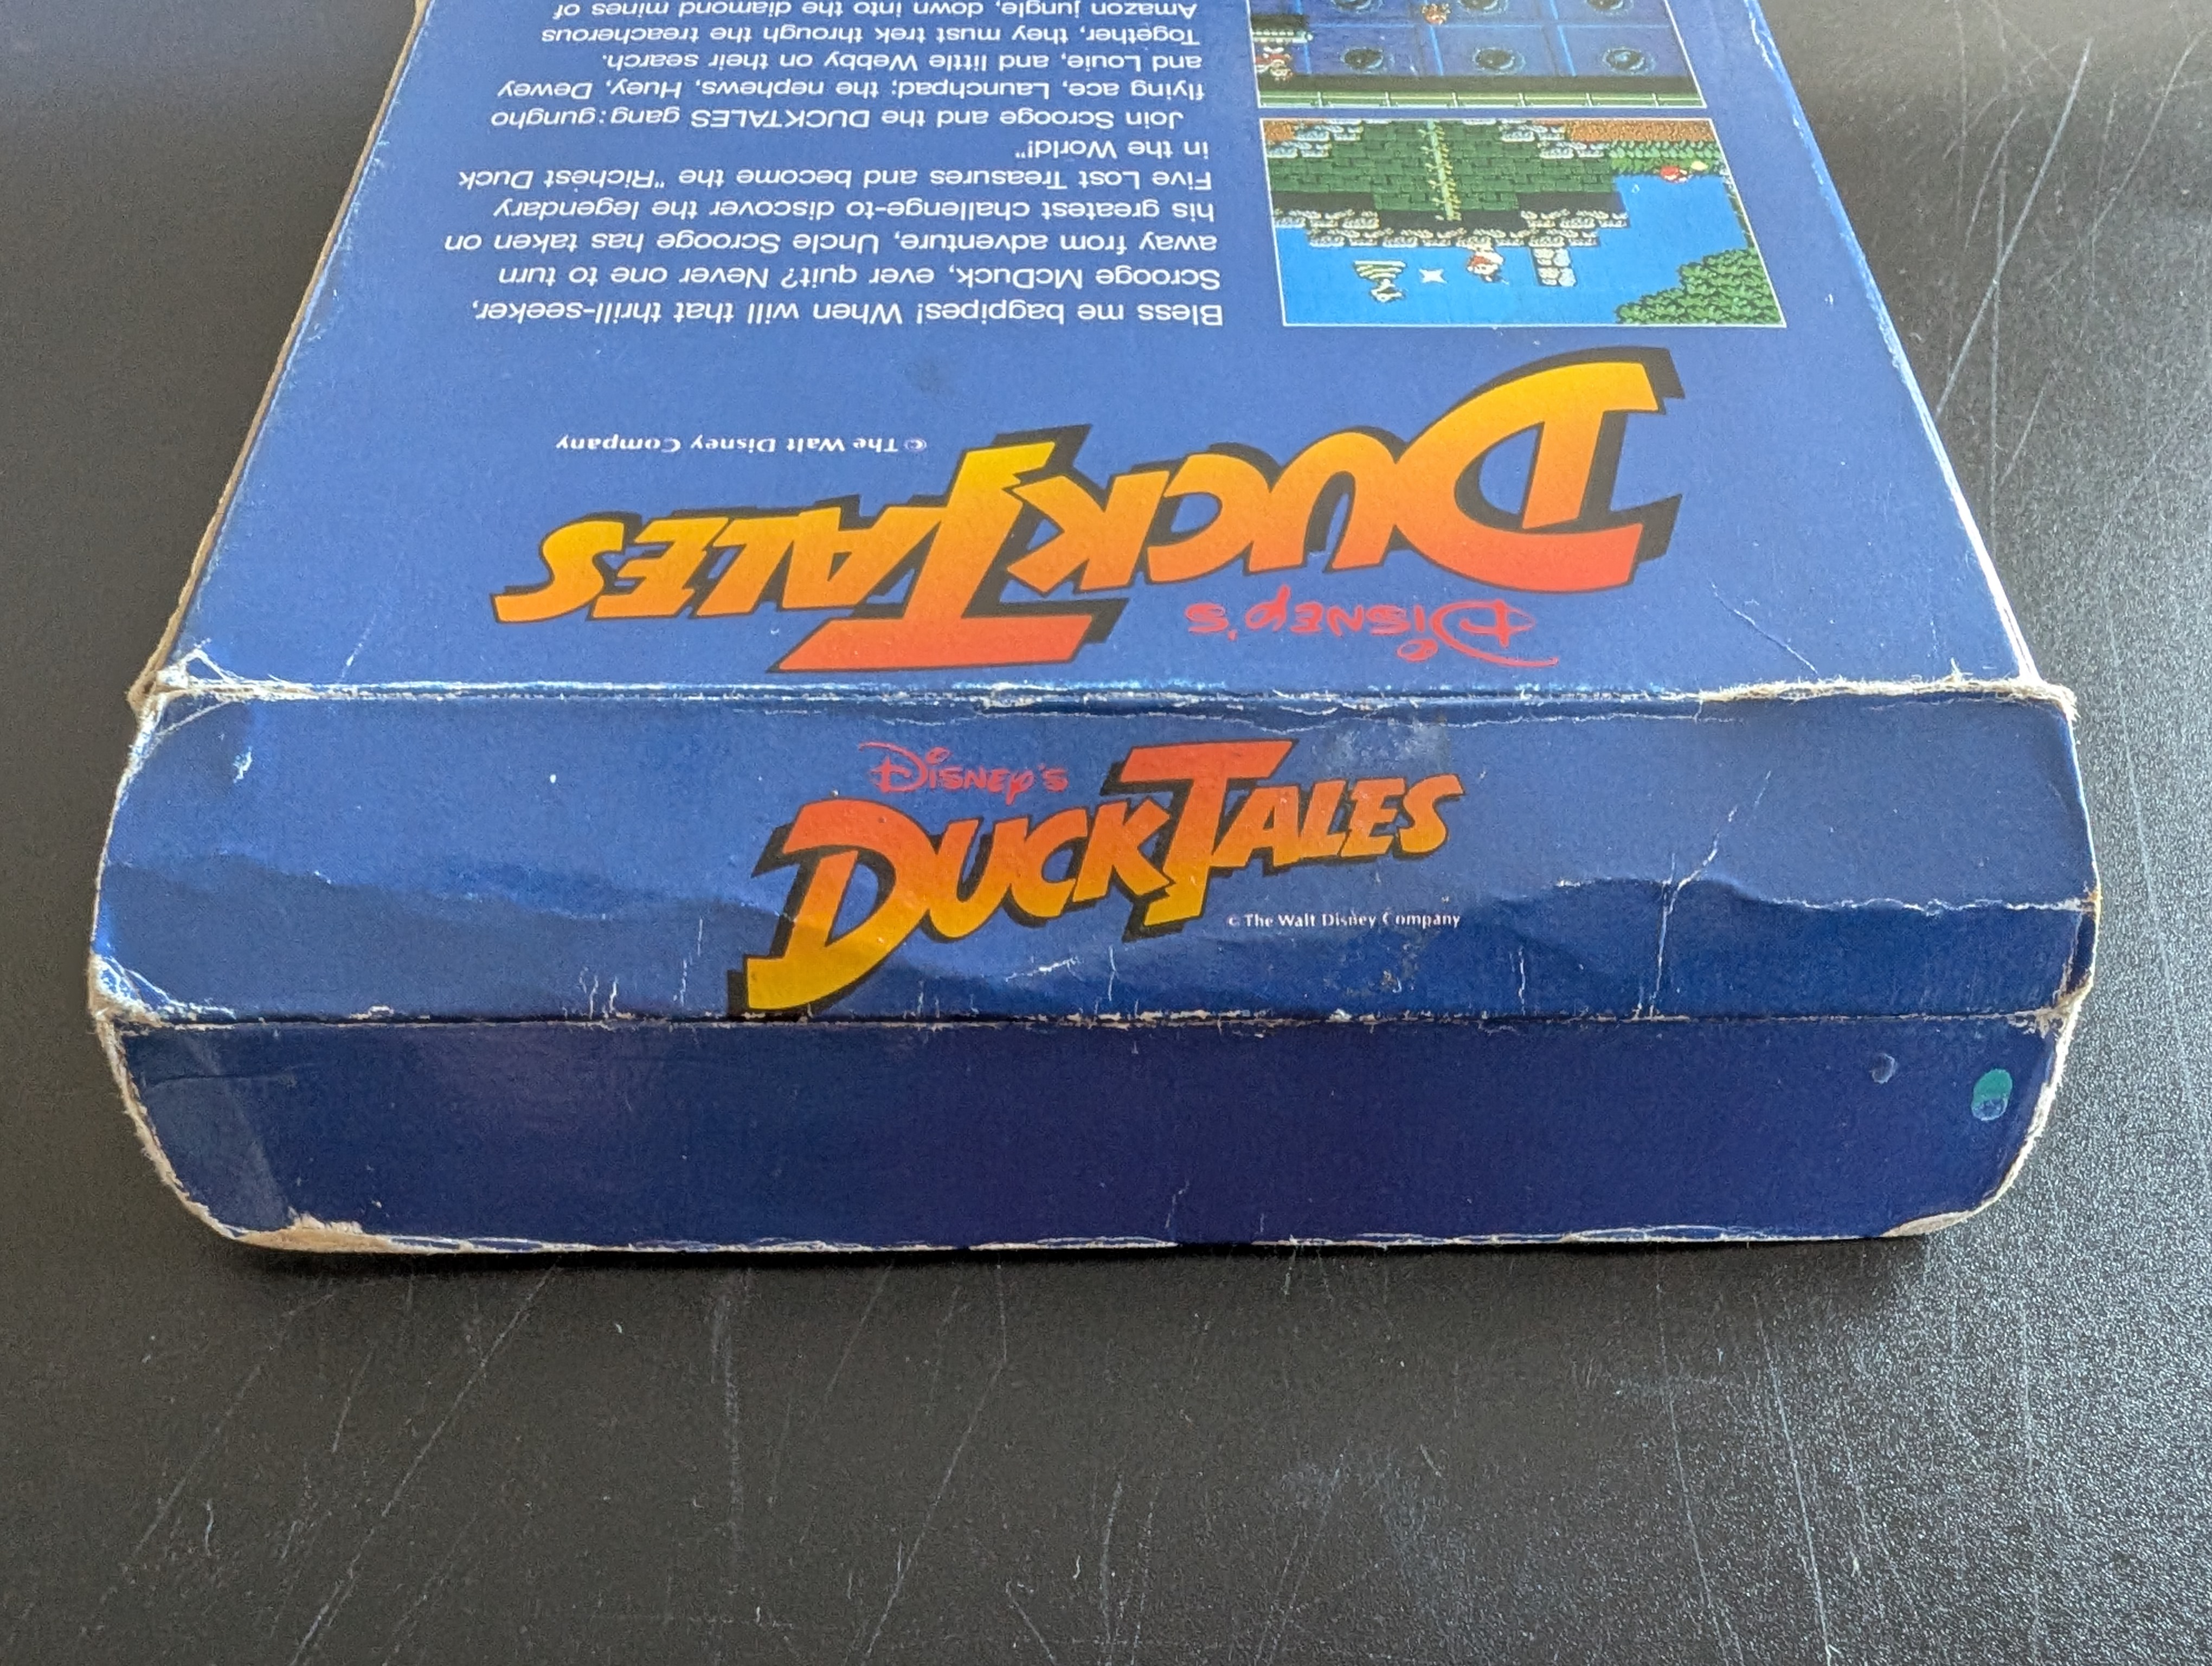 Disney's
DUCKTALES
© The Walt Disney Company
Disney's
DUCKTALES
© The Walt Disney Company
Bless me bagpipes! When will that thrill-seeker,
Scrooge McDuck, ever quit? Never one to turn
away from adventure, Uncle Scrooge has taken on
his greatest challenge-to discover the legendary
Five Lost Treasures and become the "Richest Duck
in the World!"
Join Scrooge and the DUCKTALES gang: gungho
flying ace, Launchpad; the nephews, Huey, Dewey
and Louie, and little Webby on their search.
Together, they must trek through the treacherous
Amazon jungle, down into the diamond mines of